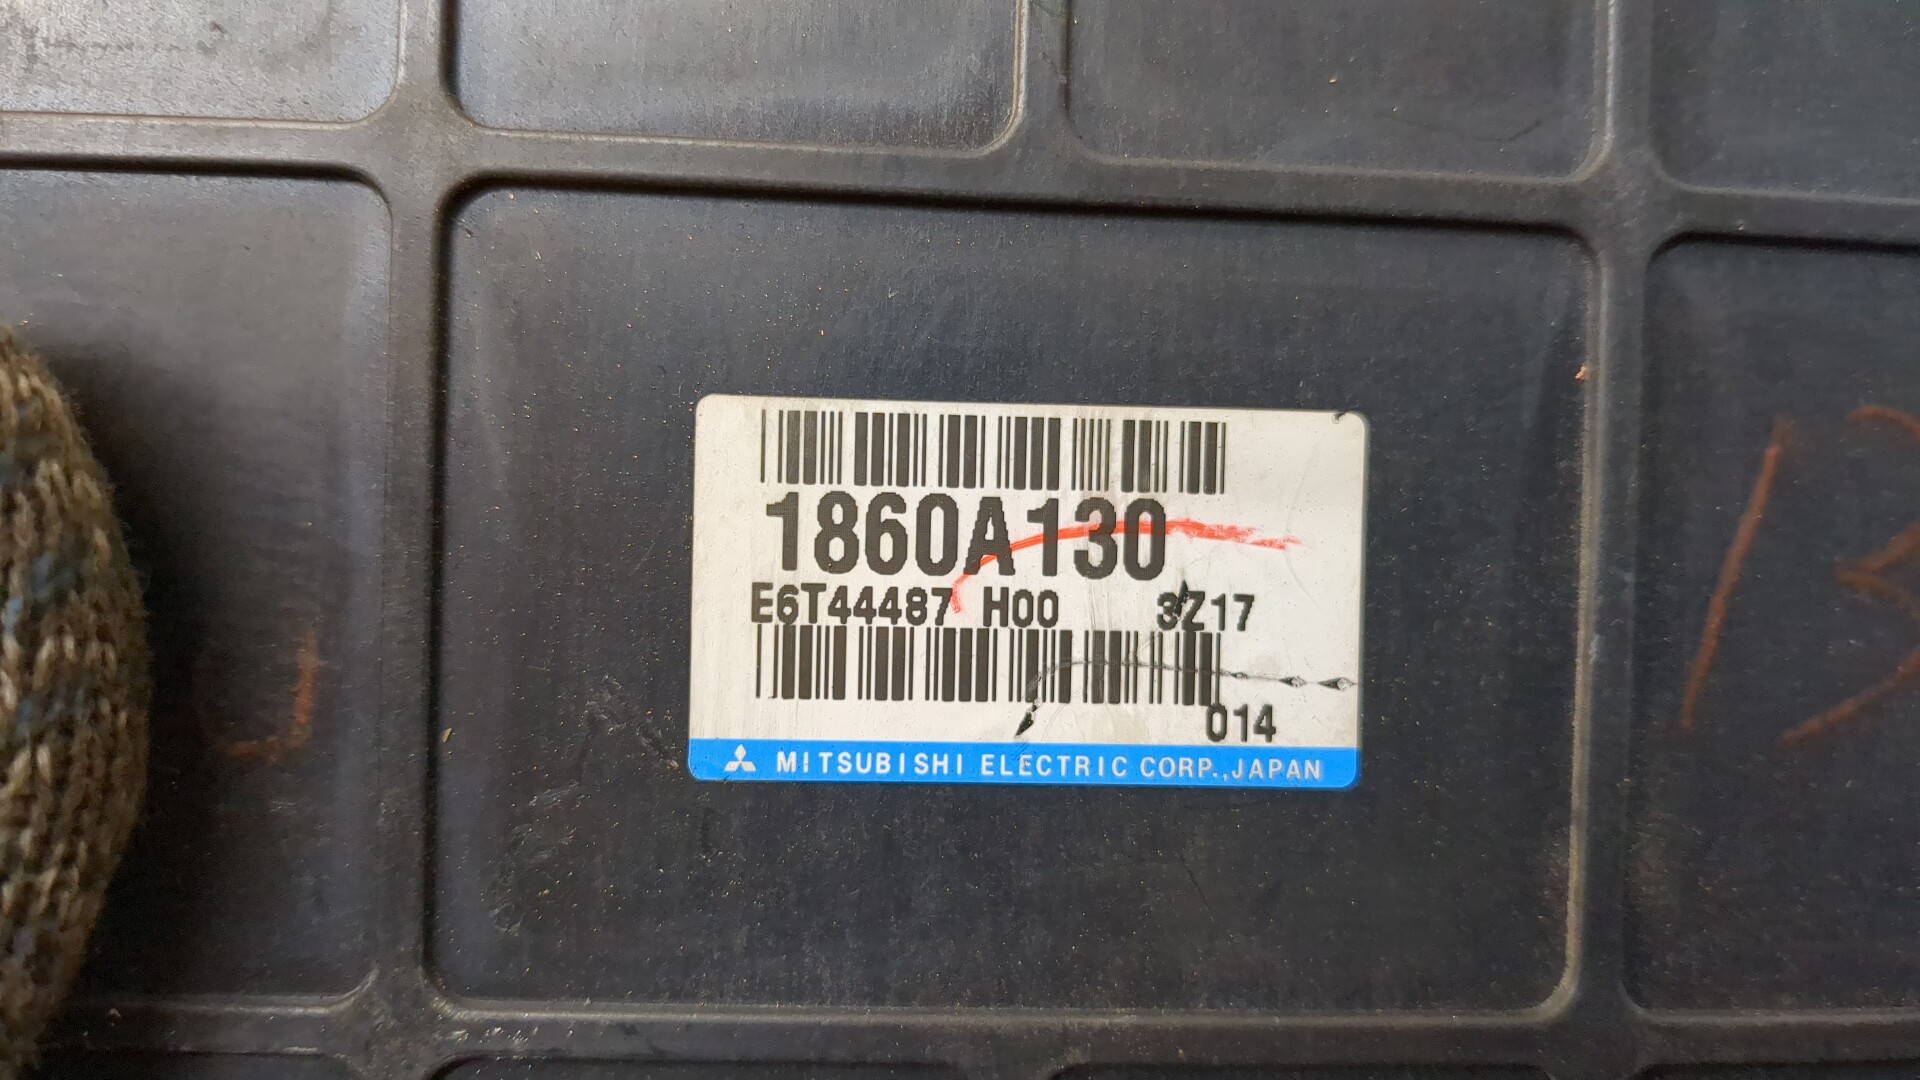 1860A130
E6T44487 H00 3Z17
014
MITSUBISHI ELECTRIC CORP.,JAPAN